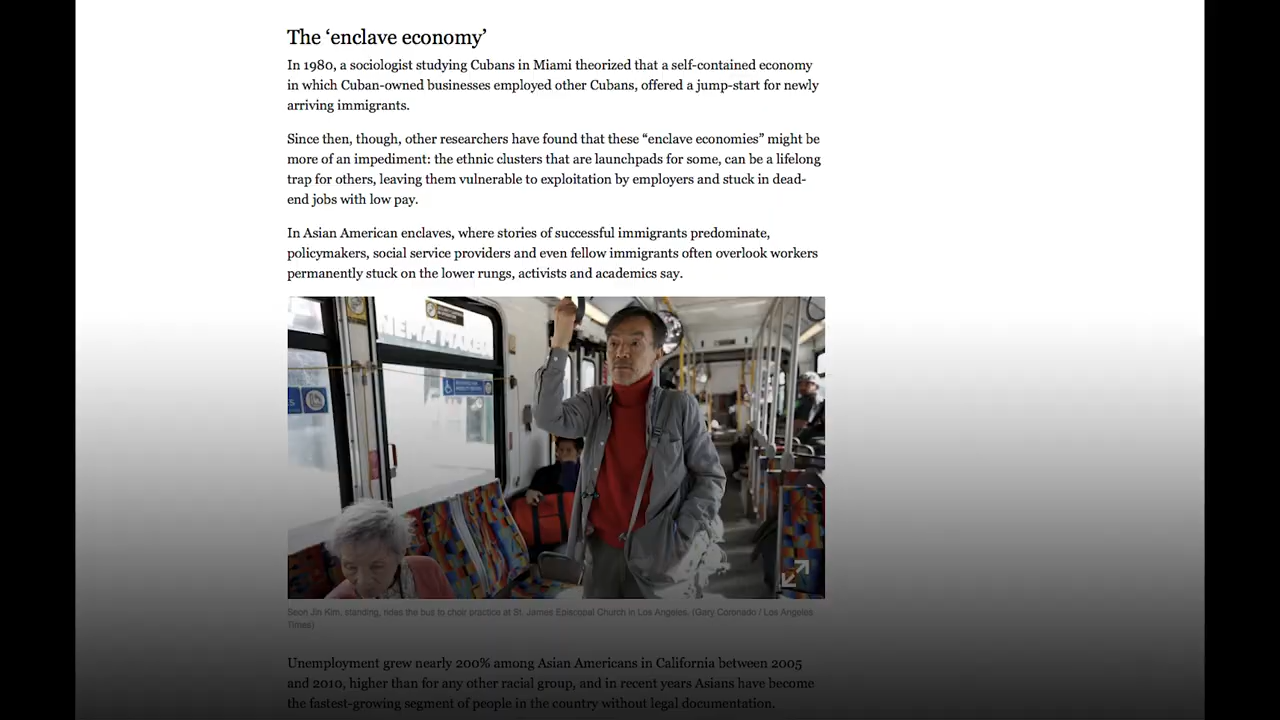 The ‘enclave economy’
In 1980, a sociologist studying Cubans in Miami theorized that a self-contained economy
in which Cuban-owned businesses employed other Cubans, offered a jump-start for newly
arriving immigrants.
Since then, though, other researchers have found that these “enclave economies” might be
more of an impediment: the ethnic clusters that are launchpads for some, can be a lifelong
trap for others, leaving them vulnerable to exploitation by employers and stuck in dead-
end jobs with low pay.
In Asian American enclaves, where stories of successful immigrants predominate,
policymakers, social service providers and even fellow immigrants often overlook workers
permanently stuck on the lower rungs, activists and academics say.
Seon Jin Kim, standing, rides the bus to choir practice at St. James Episcopal Church in Los Angeles. (Gary Coronado / Los Angeles
Times)
Unemployment grew nearly 200% among Asian Americans in California between 2005
and 2010, higher than for any other racial group, and in recent years Asians have become
the fastest-growing segment of people in the country without legal documentation.